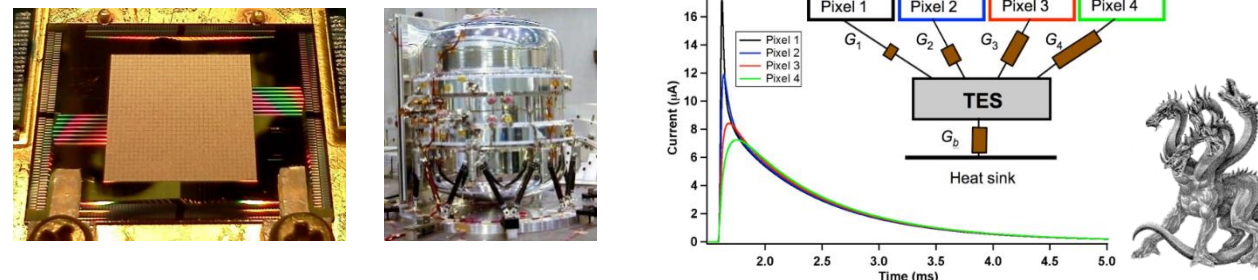 Pixel 1
Pixel 2
Pixel 3
Pixel 4
16
14
12
10
8
6
4
2
0
Current (μA)
Pixel 1
Pixel 2
Pixel 3
Pixel 4
G1
G2
G3
G4
TES
Gb
Heat sink
2.0
2.5
3.0
3.5
4.0
4.5
5.0
Time (ms)